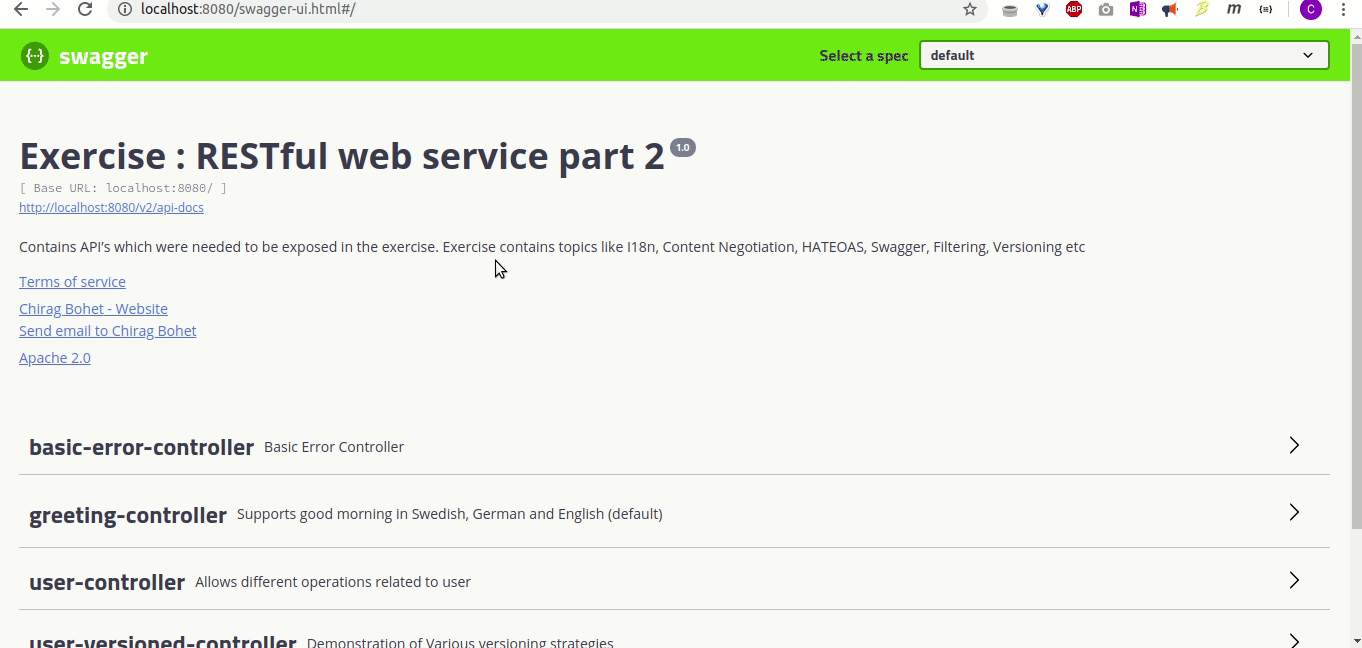 localhost:8080/swagger-ui.html#/
ABP
N
m
{≡}
C
{··}
swagger
Select a spec
default
Exercise : RESTful web service part 2 1.0
[ Base URL: localhost:8080/ ]
http://localhost:8080/v2/api-docs
Contains API’s which were needed to be exposed in the exercise. Exercise contains topics like I18n, Content Negotiation, HATEOAS, Swagger, Filtering, Versioning etc
Terms of service
Chirag Bohet - Website
Send email to Chirag Bohet
Apache 2.0
basic-error-controller Basic Error Controller
greeting-controller Supports good morning in Swedish, German and English (default)
user-controller Allows different operations related to user
user-versioned-controller Demonstration of Various versioning strategies